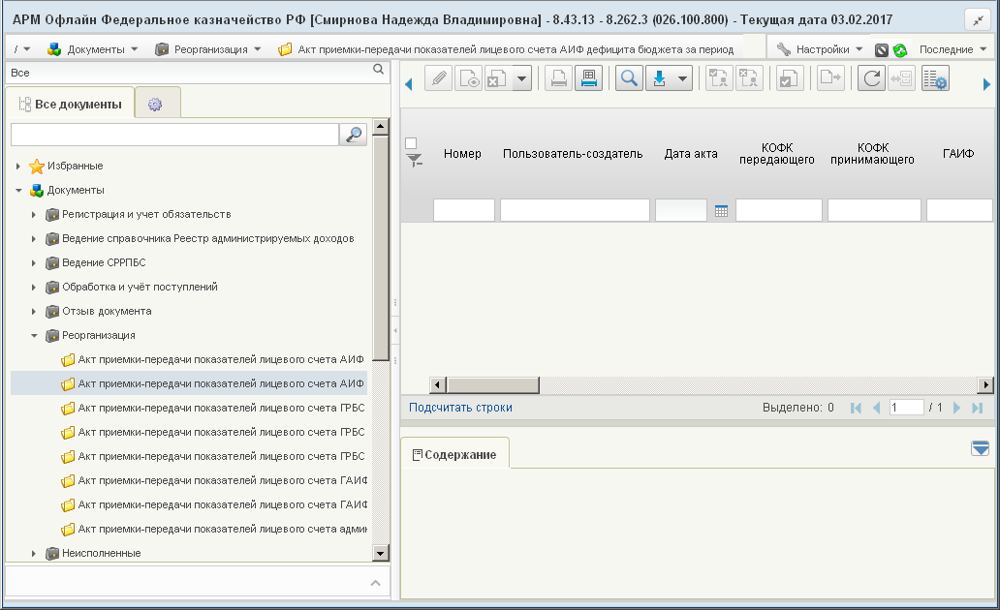 АРМ Офлайн Федеральное казначейство РФ [Смирнова Надежда Владимировна] - 8.43.13 - 8.262.3 (026.100.800) - Текущая дата 03.02.2017
/ Документы Реорганизация Акт приемки-передачи показателей лицевого счета АИФ дефицита бюджета за период Настройки Последние
Все
Все документы
Избранные
Документы
Регистрация и учет обязательств
Ведение справочника Реестр администрируемых доходов
Ведение СРРПБС
Обработка и учёт поступлений
Отзыв документа
Реорганизация
Акт приемки-передачи показателей лицевого счета АИФ
Акт приемки-передачи показателей лицевого счета АИФ
Акт приемки-передачи показателей лицевого счета ГРБС
Акт приемки-передачи показателей лицевого счета ГРБС
Акт приемки-передачи показателей лицевого счета ГРБС
Акт приемки-передачи показателей лицевого счета ГАИФ
Акт приемки-передачи показателей лицевого счета ГАИФ
Акт приемки-передачи показателей лицевого счета админ
Неисполненные
Номер
Пользователь-создатель
Дата акта
КОФК
передающего
КОФК
принимающего
ГАИФ
Подсчитать строки
Выделено: 0
1 / 1
Содержание